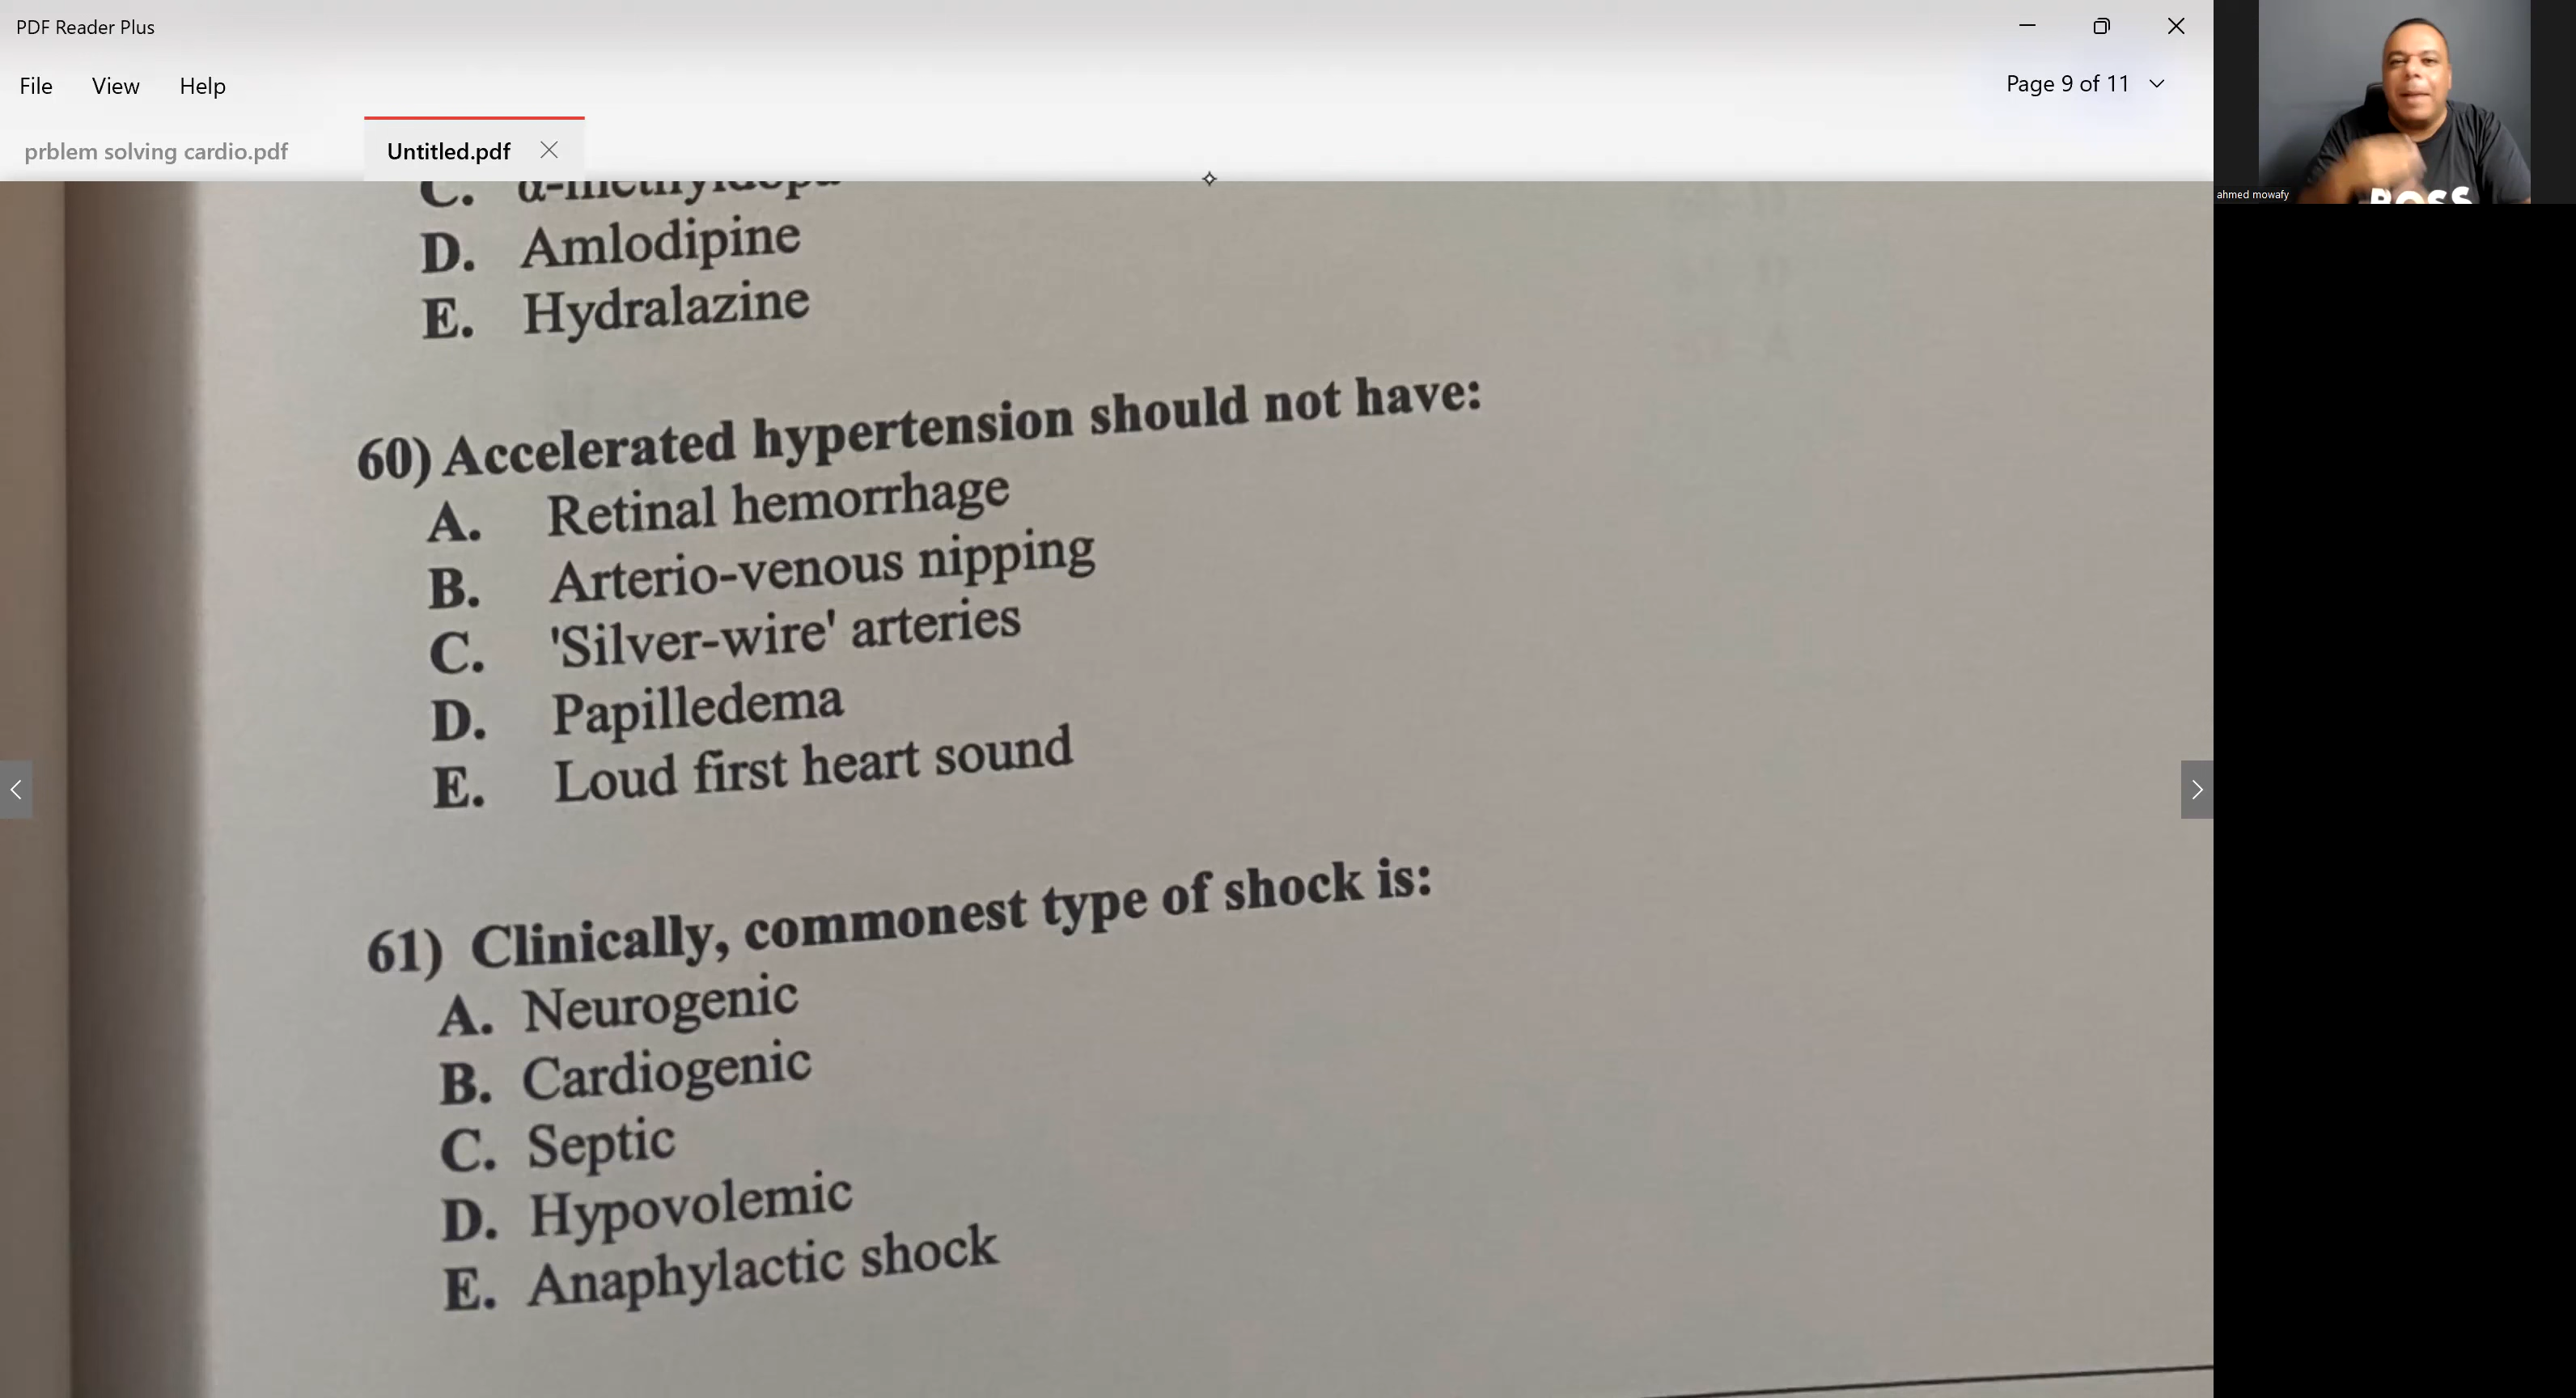 PDF Reader Plus
File View Help
Page 9 of 11
prblem solving cardio.pdf
Untitled.pdf
ahmed mowafy
BOSS
C. α-methyldopa
D. Amlodipine
E. Hydralazine
60) Accelerated hypertension should not have:
A. Retinal hemorrhage
B. Arterio-venous nipping
C. 'Silver-wire' arteries
D. Papilledema
E. Loud first heart sound
61) Clinically, commonest type of shock is:
A. Neurogenic
B. Cardiogenic
C. Septic
D. Hypovolemic
E. Anaphylactic shock